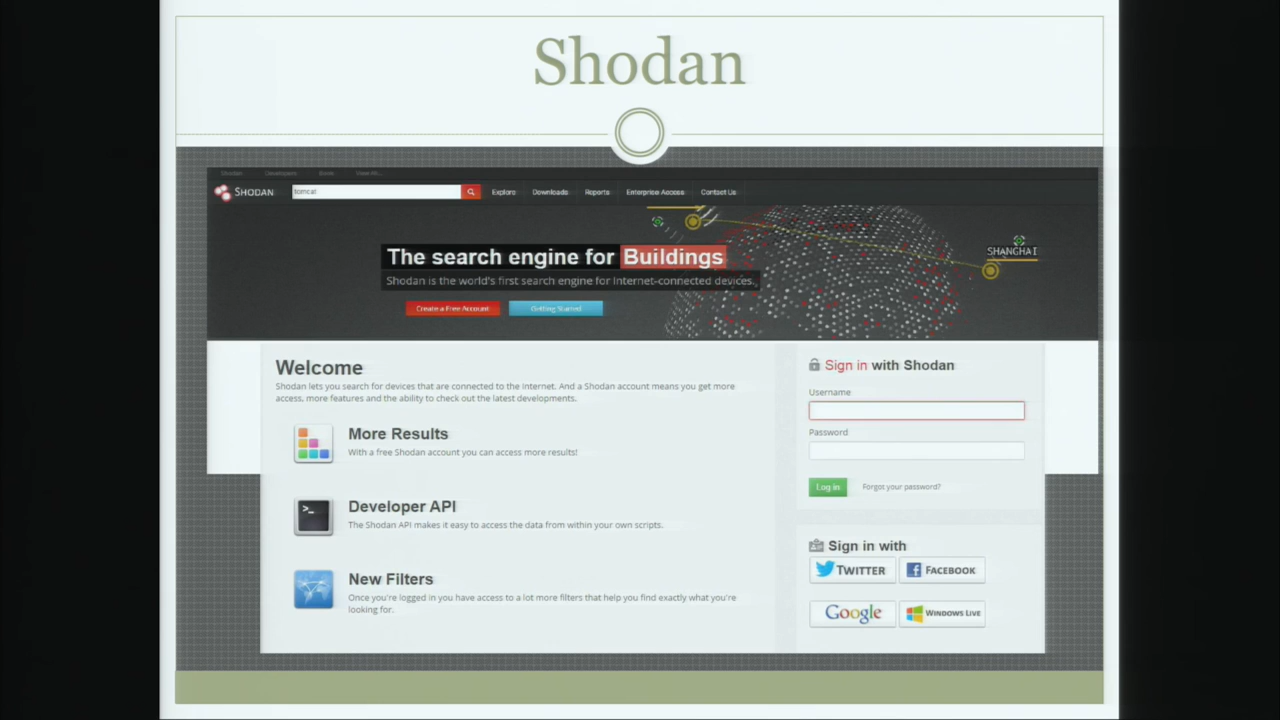 Shodan
Shodan Developers Book View All...
SHODAN tomcat Explore Downloads Reports Enterprise Access Contact Us
The search engine for Buildings
Shodan is the world's first search engine for Internet-connected devices.
SHANGHAI
Create a Free Account Getting Started
Welcome
Shodan lets you search for devices that are connected to the Internet. And a Shodan account means you get more
access, more features and the ability to check out the latest developments.
More Results
With a free Shodan account you can access more results!
Developer API
The Shodan API makes it easy to access the data from within your own scripts.
New Filters
Once you're logged in you have access to a lot more filters that help you find exactly what you're
looking for.
Sign in with Shodan
Username
Password
Log in Forgot your password?
Sign in with
TWITTER FACEBOOK
Google WINDOWS LIVE